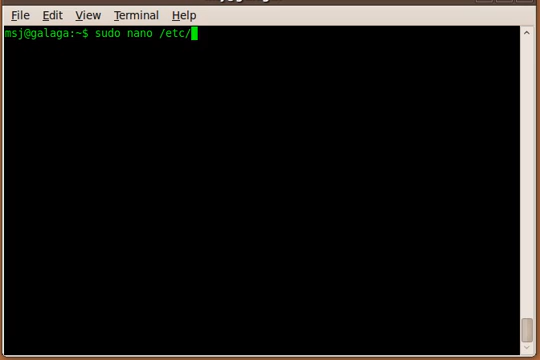 File Edit View Terminal Help
msj@galaga:~$ sudo nano /etc/